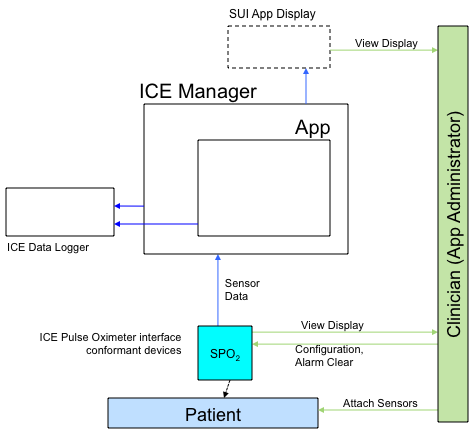 SUI App Display
View Display
ICE Manager
App
ICE Data Logger
Sensor
Data
View Display
ICE Pulse Oximeter interface
conformant devices
SPO₂
Configuration,
Alarm Clear
Attach Sensors
Patient
Clinician (App Administrator)